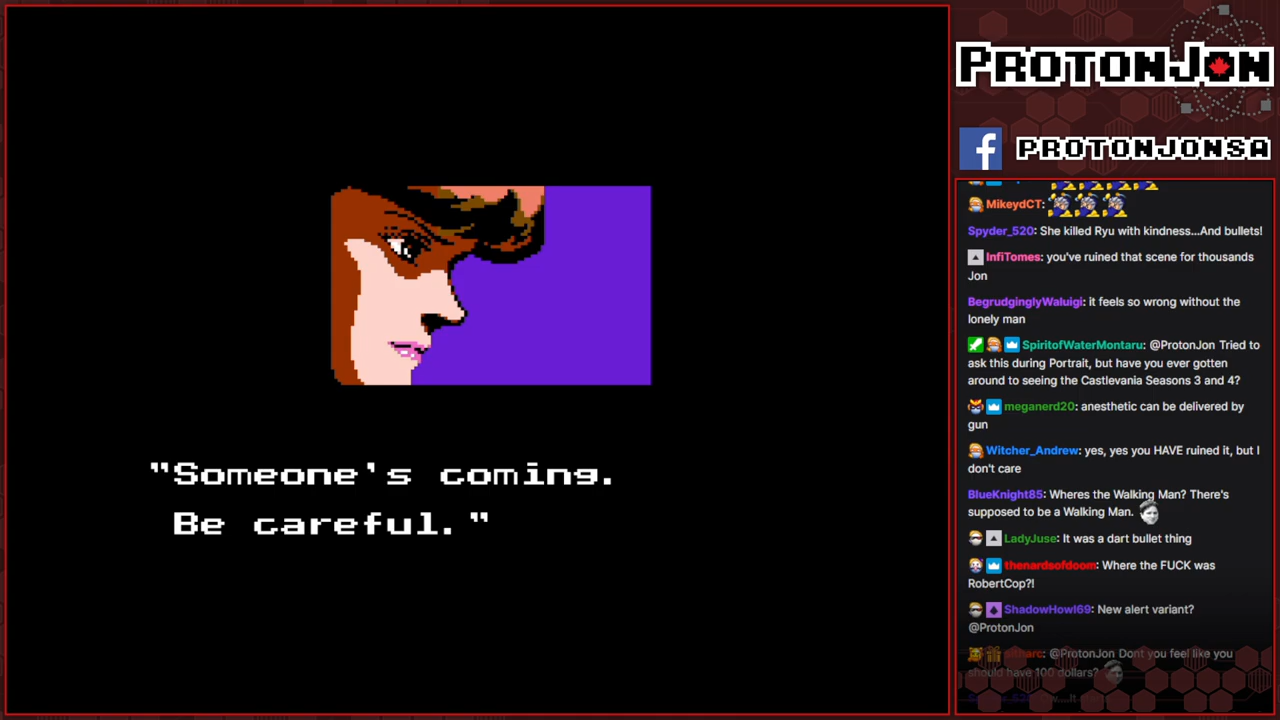 PROTONJON
PROTONJONSA
MikeydCT:
Spyder_520: She killed Ryu with kindness...And bullets!
InfiTomes: you've ruined that scene for thousands
Jon
BegrudginglyWaluigi: it feels so wrong without the
lonely man
SpiritofWaterMontaru: @ProtonJon Tried to
ask this during Portrait, but have you ever gotten
around to seeing the Castlevania Seasons 3 and 4?
meganerd20: anesthetic can be delivered by
gun
Witcher_Andrew: yes, yes you HAVE ruined it, but I
don't care
BlueKnight85: Wheres the Walking Man? There's
supposed to be a Walking Man.
LadyJuse: It was a dart bullet thing
thenardsofdoom: Where the FUCK was
RobertCop?!
ShadowHowl69: New alert variant?
@ProtonJon
@ProtonJon Dont you feel like you
should have 100 dollars?
"Someone's coming.
Be careful."